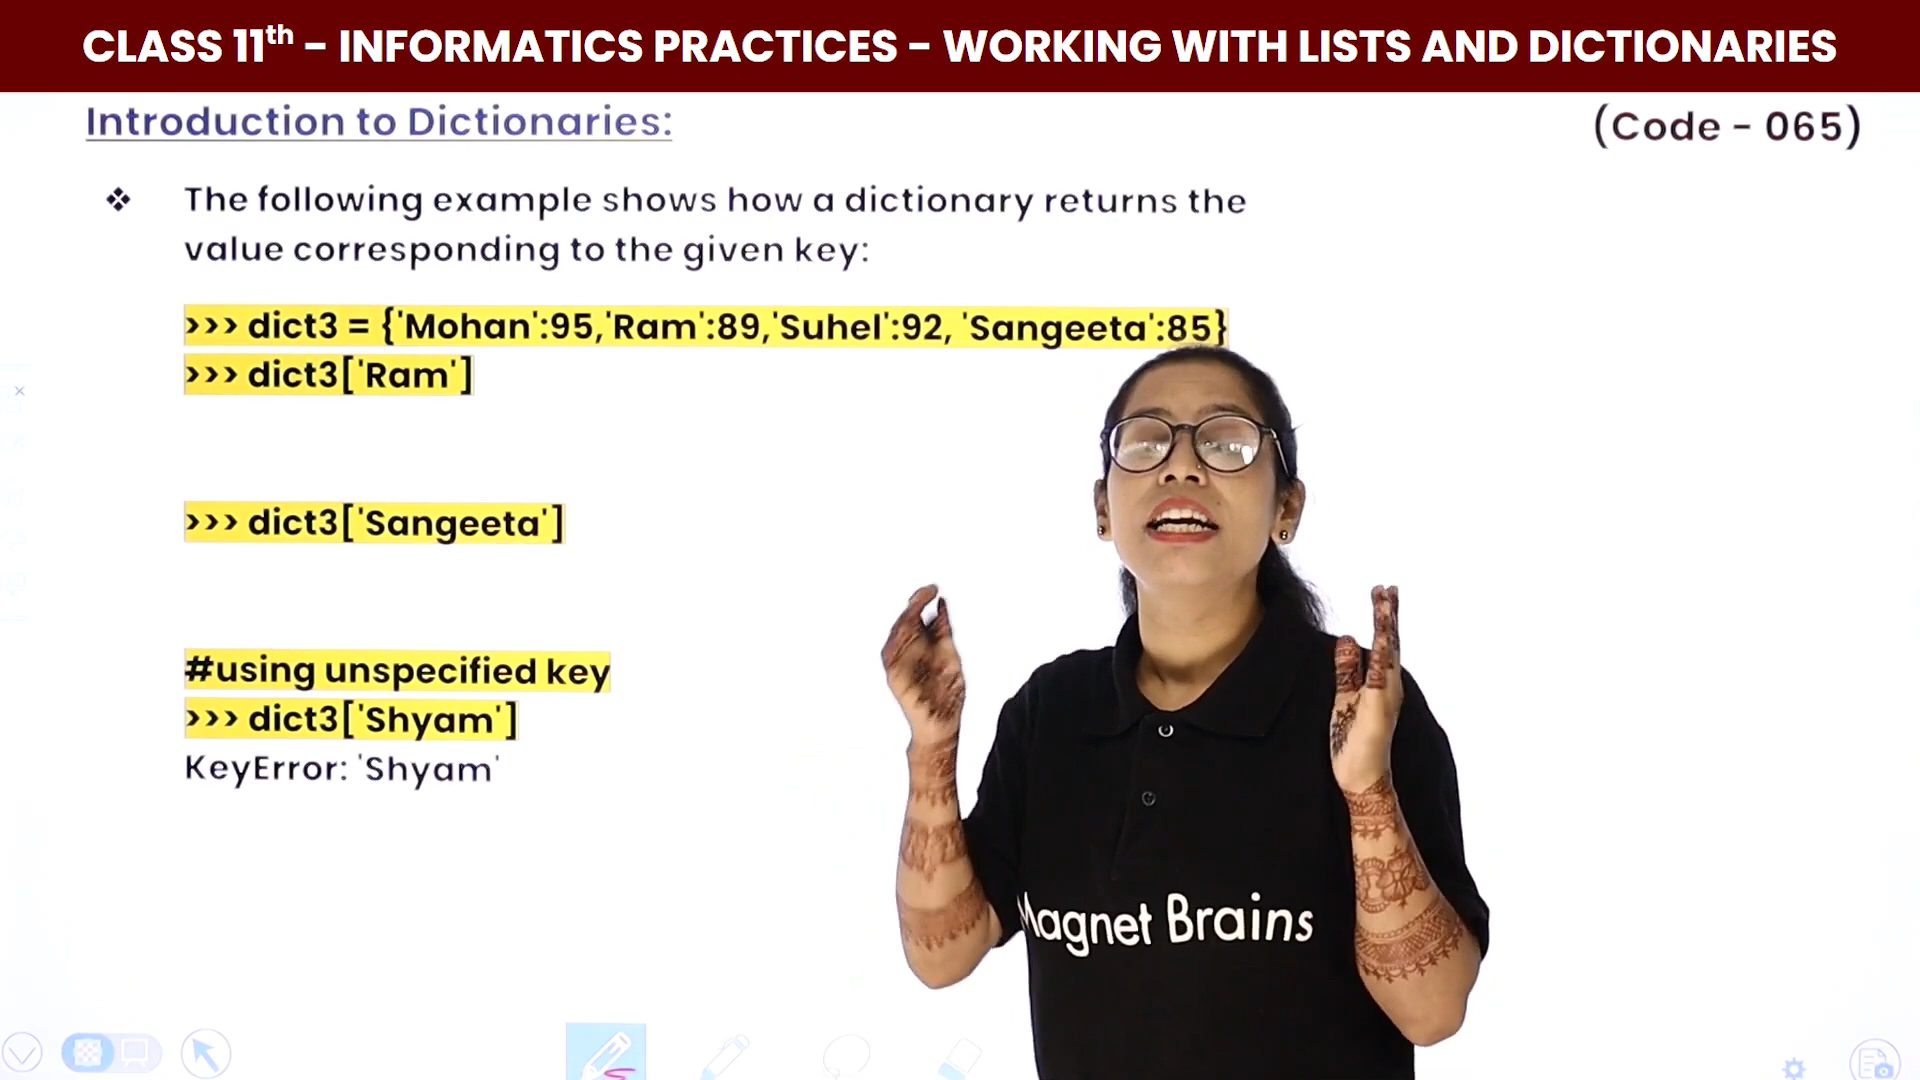 CLASS 11th – INFORMATICS PRACTICES – WORKING WITH LISTS AND DICTIONARIES
Introduction to Dictionaries:
(Code - 065)
❖ The following example shows how a dictionary returns the
value corresponding to the given key:
>>> dict3 = {'Mohan':95,'Ram':89,'Suhel':92, 'Sangeeta':85}
>>> dict3['Ram']
>>> dict3['Sangeeta']
#using unspecified key
>>> dict3['Shyam']
KeyError: 'Shyam'
Magnet Brains